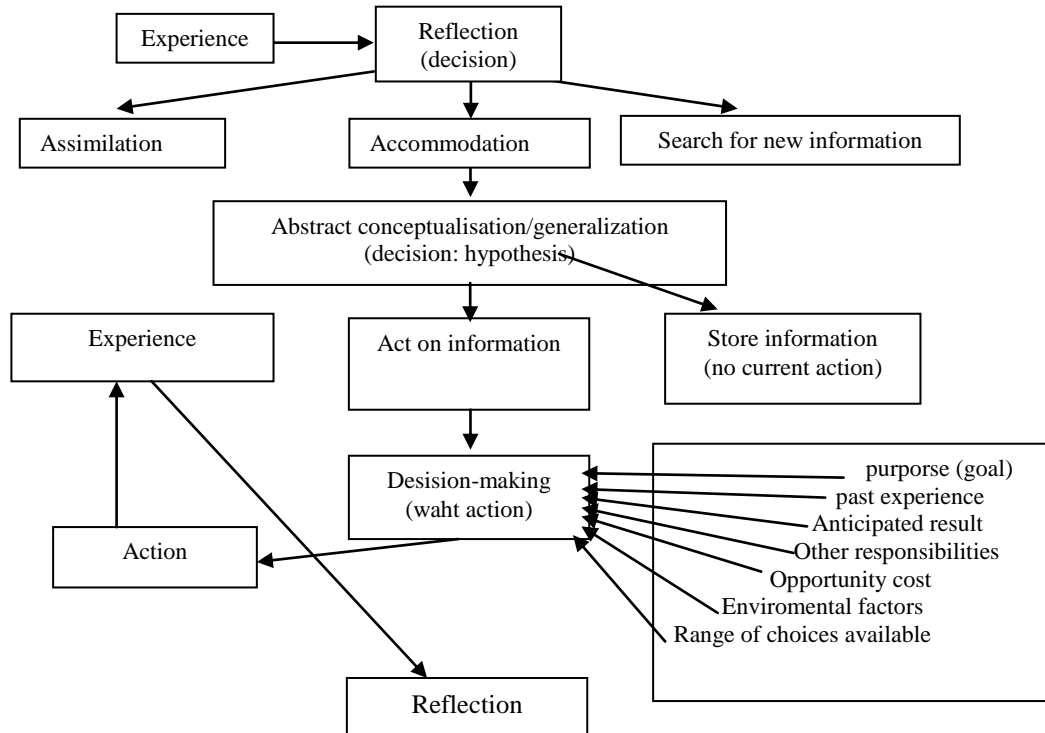 Experience
Reflection
(decision)
Assimilation
Accommodation
Search for new information
Abstract conceptualisation/generalization
(decision: hypothesis)
Experience
Act on information
Store information
(no current action)
Desision-making
(waht action)
purporse (goal)
past experience
Anticipated result
Other responsibilities
Opportunity cost
Enviromental factors
Range of choices available
Action
Reflection